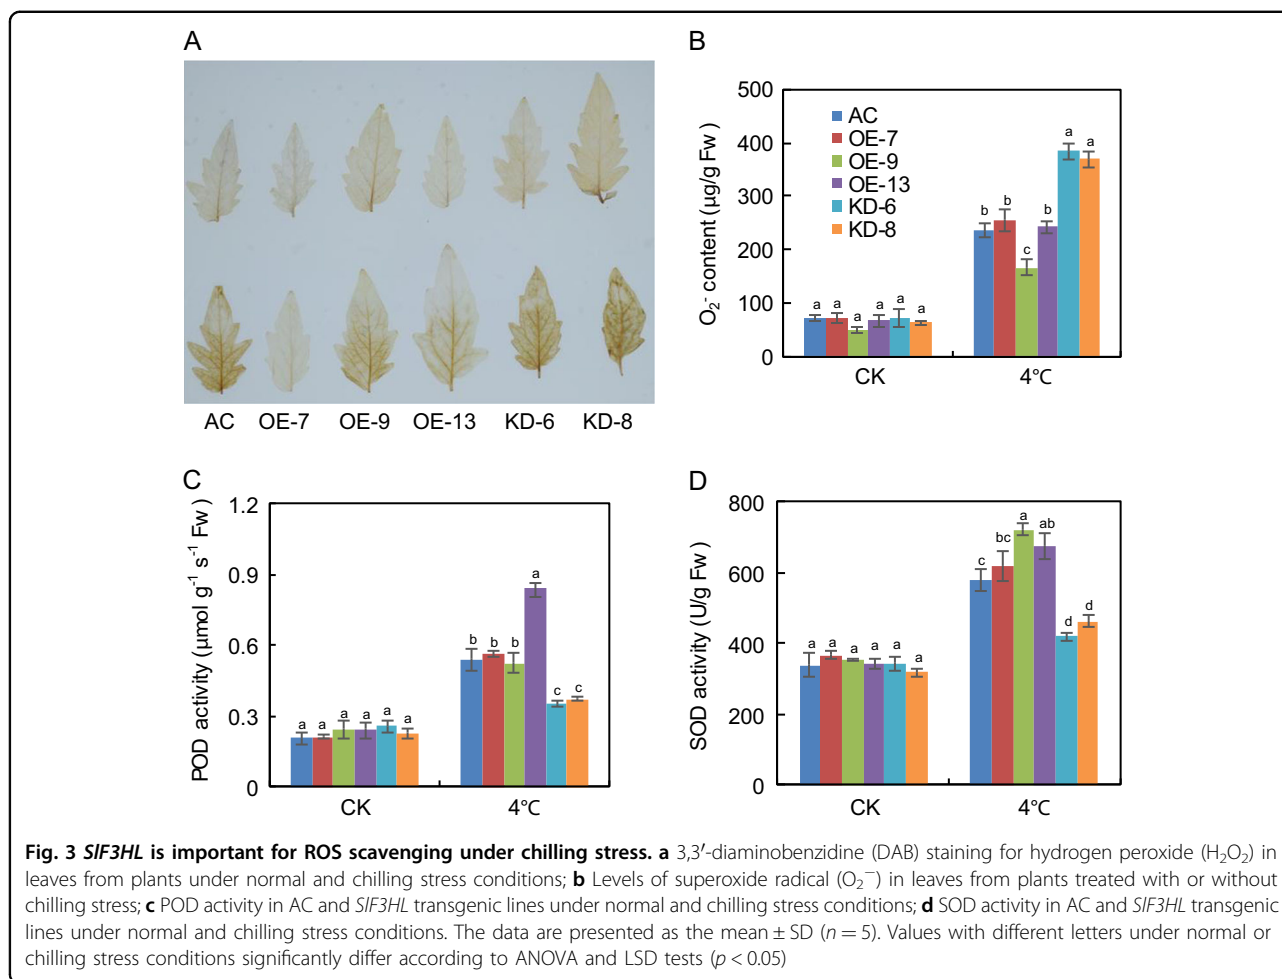 A
AC OE-7 OE-9 OE-13 KD-6 KD-8
B
O₂⁻ content (µg/g Fw)
500
400
300
200
100
0
AC
OE-7
OE-9
OE-13
KD-6
KD-8
a a a a a a
b b c b a a
CK 4℃
C
POD activity (µmol g⁻¹ s⁻¹ Fw)
1.2
0.9
0.6
0.3
0
a a a a a a
b b b a c c
CK 4℃
D
SOD activity (U/g Fw)
800
600
400
200
0
a a a a a a
c bc a ab d d
CK 4℃
Fig. 3 SlF3HL is important for ROS scavenging under chilling stress. a 3,3′-diaminobenzidine (DAB) staining for hydrogen peroxide (H₂O₂) in
leaves from plants under normal and chilling stress conditions; b Levels of superoxide radical (O₂⁻) in leaves from plants treated with or without
chilling stress; c POD activity in AC and SlF3HL transgenic lines under normal and chilling stress conditions; d SOD activity in AC and SlF3HL transgenic
lines under normal and chilling stress conditions. The data are presented as the mean ± SD (n = 5). Values with different letters under normal or
chilling stress conditions significantly differ according to ANOVA and LSD tests (p < 0.05)